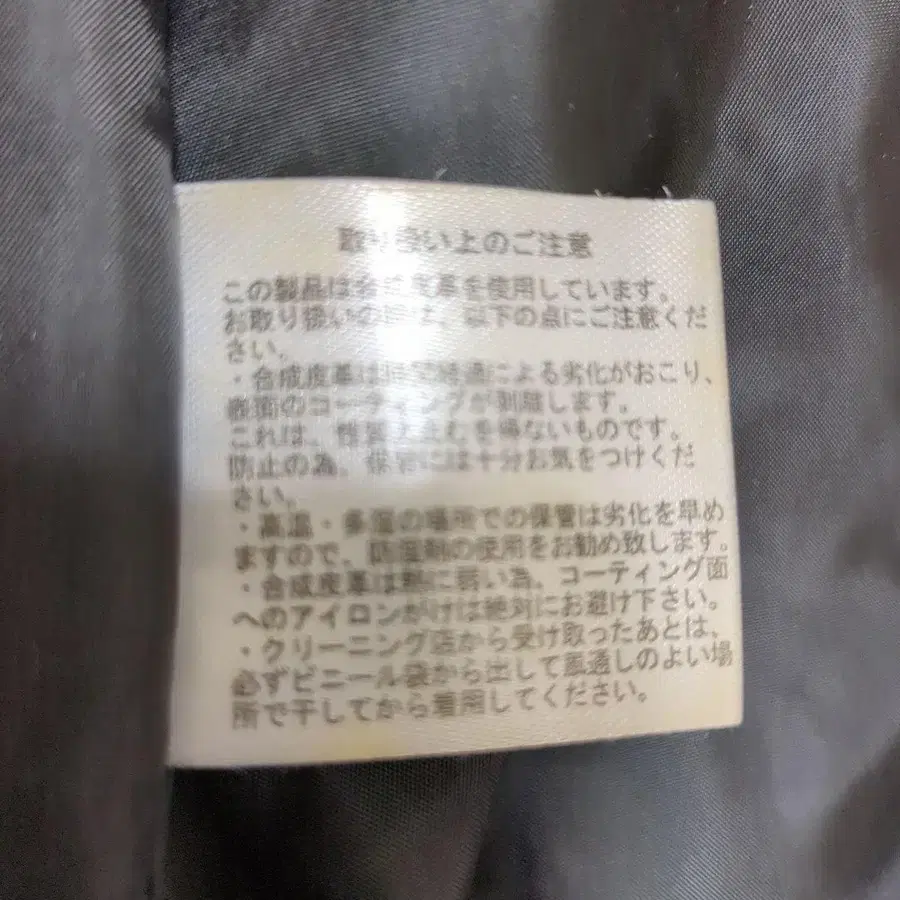 取り扱い上のご注意
この製品は合成皮革を使用しています。
お取り扱いの際は、以下の点にご注意くだ
さい。
・合成皮革は時間経過による劣化がおこり、
表面のコーティングが剥離します。
これは、性質上止むを得ないものです。
防止の為、保管には十分お気をつけくだ
さい。
・高温・多湿の場所での保管は劣化を早め
ますので、防湿剤の使用をお勧め致します。
・合成皮革は熱に弱い為、コーティング面
へのアイロンがけは絶対にお避け下さい。
・クリーニング店から受け取ったあとは、
必ずビニール袋から出して風通しのよい場
所で干してから着用してください。